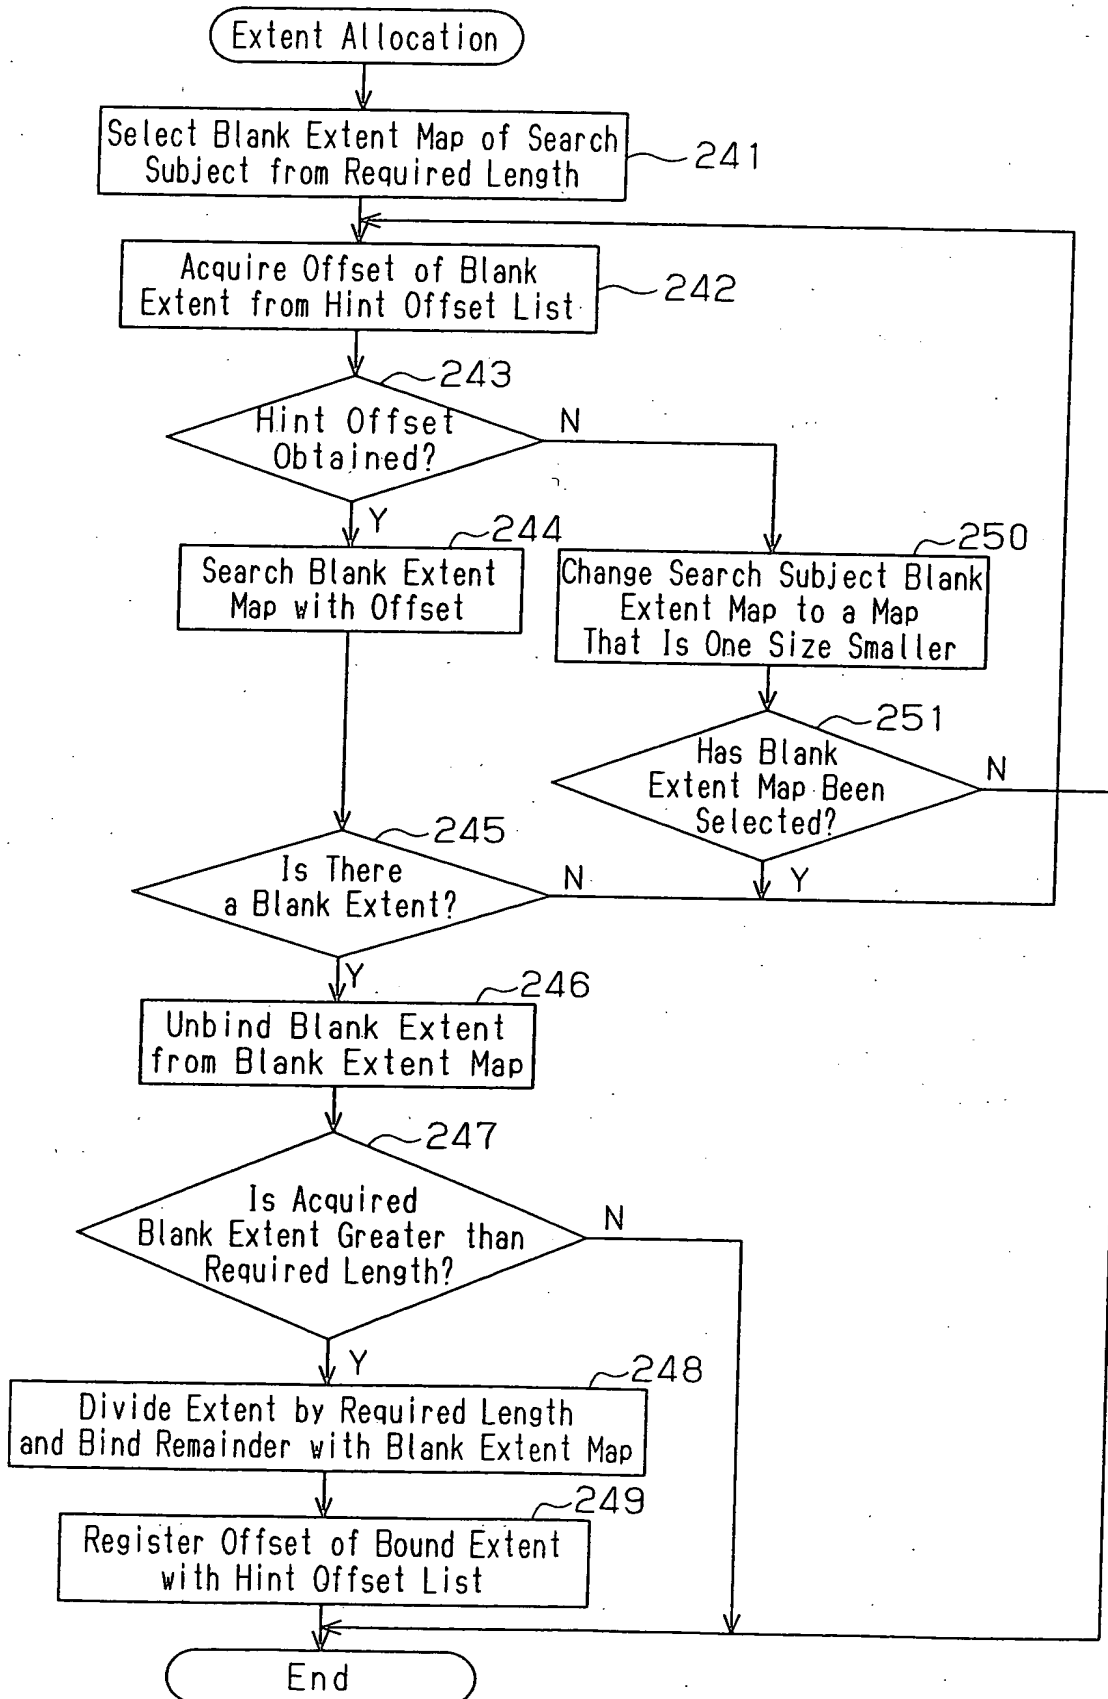 Extent Allocation
Select Blank Extent Map of Search
Subject from Required Length
241
Acquire Offset of Blank
Extent from Hint Offset List
242
243
Hint Offset
Obtained?
N
Y
244
Search Blank Extent
Map with Offset
250
Change Search Subject Blank
Extent Map to a Map
That Is One Size Smaller
251
Has Blank
Extent Map Been
Selected?
N
Y
245
Is There
a Blank Extent?
N
Y
246
Unbind Blank Extent
from Blank Extent Map
247
Is Acquired
Blank Extent Greater than
Required Length?
N
Y
248
Divide Extent by Required Length
and Bind Remainder with Blank Extent Map
249
Register Offset of Bound Extent
with Hint Offset List
End